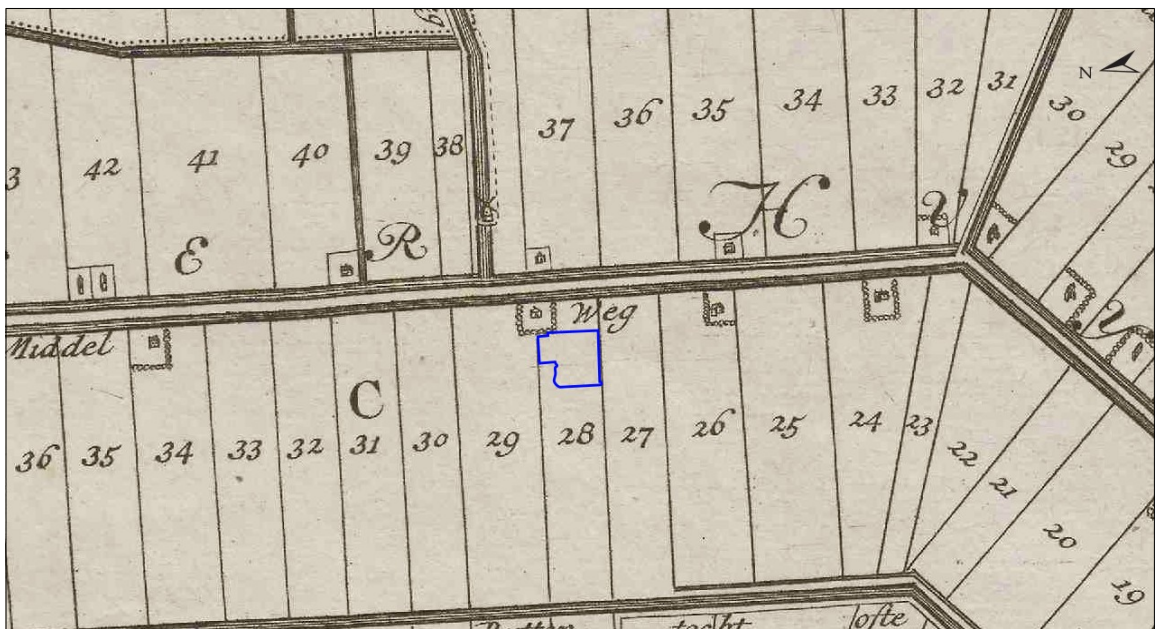 N
37 36 35 34 33 32 31 30 29
3 42 41 40 39 38
E R H
Middel Weg
C
36 35 34 33 32 31 30 29 28 27 26 25 24 23 22 21 20 19
tocht lofte